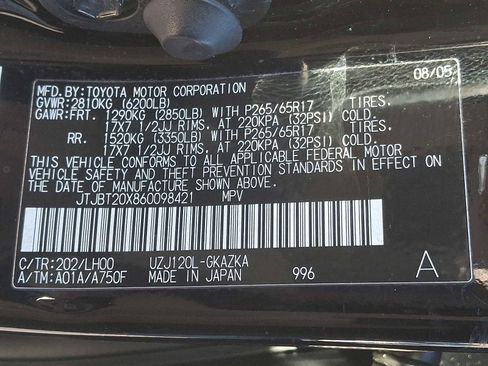 MFD.BY:TOYOTA MOTOR CORPORATION 08/05
GVWR:2810KG (6200LB)
GAWR:FRT. 1290KG (2850LB) WITH P265/65R17 TIRES.
17X7 1/2JJ RIMS. AT 220KPA (32PSI) COLD.
RR. 1520KG (3350LB) WITH P265/65R17 TIRES.
17X7 1/2JJ RIMS. AT 220KPA (32PSI) COLD.
THIS VEHICLE CONFORMS TO ALL APPLICABLE FEDERAL MOTOR
VEHICLE SAFETY AND THEFT PREVENTION STANDARDS IN EFFECT
ON THE DATE OF MANUFACTURE SHOWN ABOVE.
JTJBT20X860098421 MPV
C/TR:202/LH00 UZJ120L-GKAZKA
A/TM:A01A/A750F MADE IN JAPAN 996 A